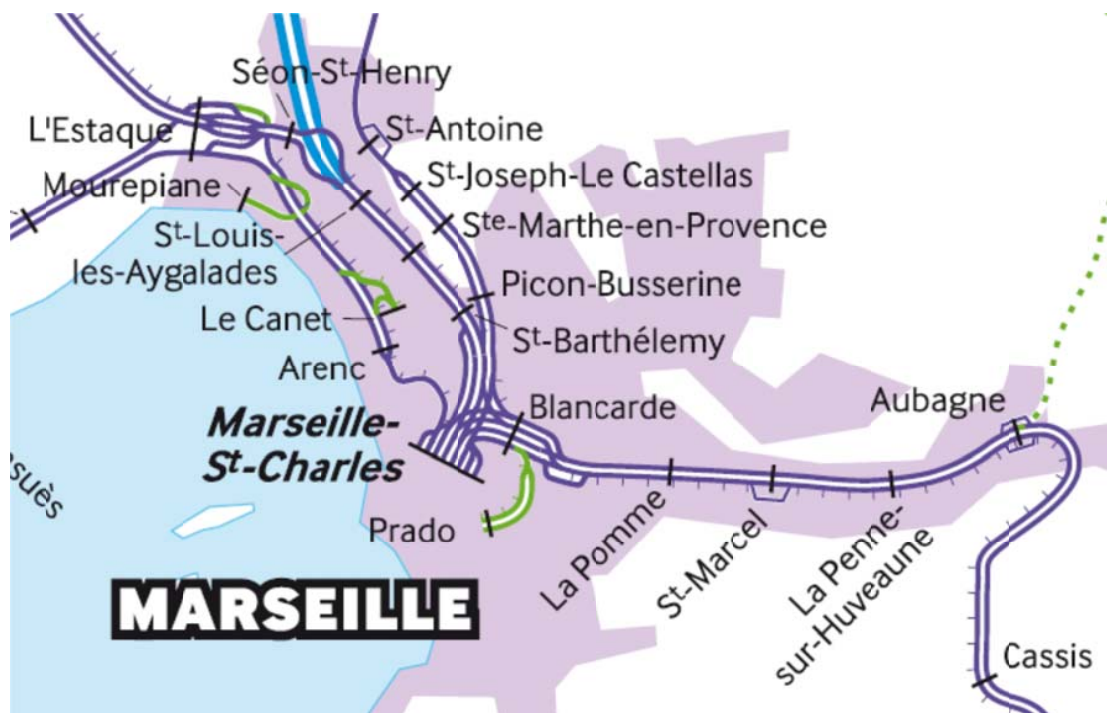 Séon-Sᵗ-Henry
L'Estaque
Sᵗ-Antoine
Mourepiane
Sᵗ-Joseph-Le Castellas
Sᵗᵉ-Marthe-en-Provence
Sᵗ-Louis-
les-Aygalades
Picon-Busserine
Le Canet
Sᵗ-Barthélemy
Arenc
Blancarde
Aubagne
Marseille-
Sᵗ-Charles
Prado
La Pomme
Sᵗ-Marcel
La Penne-
sur-Huveaune
MARSEILLE
Cassis